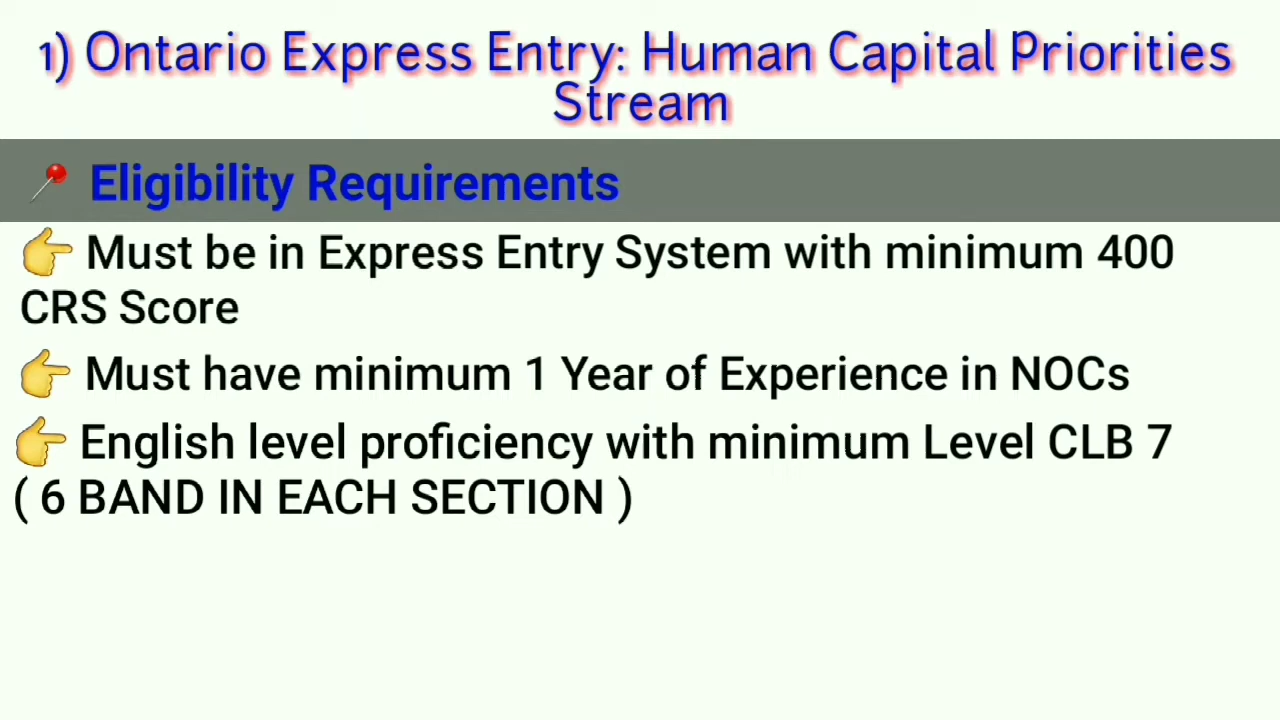 1) Ontario Express Entry: Human Capital Priorities
Stream
📍 Eligibility Requirements
👉 Must be in Express Entry System with minimum 400
CRS Score
👉 Must have minimum 1 Year of Experience in NOCs
👉 English level proficiency with minimum Level CLB 7
( 6 BAND IN EACH SECTION )